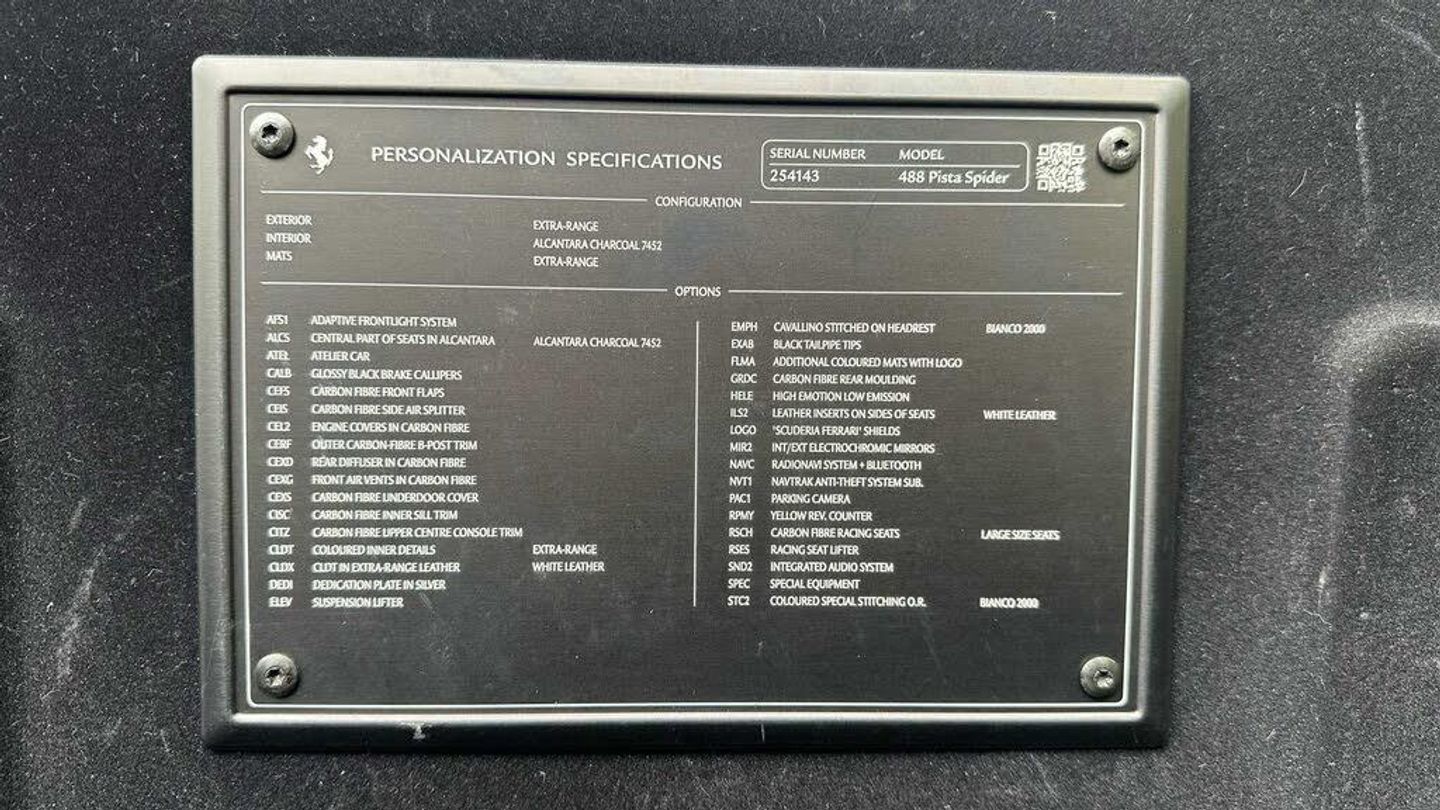 PERSONALIZATION SPECIFICATIONS
SERIAL NUMBER MODEL
254143 488 Pista Spider
CONFIGURATION
EXTERIOR EXTRA-RANGE
INTERIOR ALCANTARA CHARCOAL 7452
MATS EXTRA-RANGE
OPTIONS
AFS1 ADAPTIVE FRONTLIGHT SYSTEM
ALCS CENTRAL PART OF SEATS IN ALCANTARA ALCANTARA CHARCOAL 7452
ATEL ATELIER CAR
CALB GLOSSY BLACK BRAKE CALLIPERS
CEF5 CARBON FIBRE FRONT FLAPS
CEIS CARBON FIBRE SIDE AIR SPLITTER
CEL2 ENGINE COVERS IN CARBON FIBRE
CERF OUTER CARBON-FIBRE B-POST TRIM
CEXD REAR DIFFUSER IN CARBON FIBRE
CEXG FRONT AIR VENTS IN CARBON FIBRE
CEXS CARBON FIBRE UNDERDOOR COVER
CISC CARBON FIBRE INNER SILL TRIM
CITZ CARBON FIBRE UPPER CENTRE CONSOLE TRIM
CLDT COLOURED INNER DETAILS EXTRA-RANGE
CLDX CLDT IN EXTRA-RANGE LEATHER WHITE LEATHER
DEDI DEDICATION PLATE IN SILVER
ELEV SUSPENSION LIFTER
EMPH CAVALLINO STITCHED ON HEADREST BIANCO 2000
EXAB BLACK TAILPIPE TIPS
FLMA ADDITIONAL COLOURED MATS WITH LOGO
GRDC CARBON FIBRE REAR MOULDING
HELE HIGH EMOTION LOW EMISSION
ILS2 LEATHER INSERTS ON SIDES OF SEATS WHITE LEATHER
LOGO 'SCUDERIA FERRARI' SHIELDS
MIR2 INT/EXT ELECTROCHROMIC MIRRORS
NAVC RADIONAVI SYSTEM + BLUETOOTH
NVT1 NAVTRAK ANTI-THEFT SYSTEM SUB.
PAC1 PARKING CAMERA
RPMY YELLOW REV. COUNTER
RSCH CARBON FIBRE RACING SEATS LARGE SIZE SEATS
RSES RACING SEAT LIFTER
SND2 INTEGRATED AUDIO SYSTEM
SPEC SPECIAL EQUIPMENT
STC2 COLOURED SPECIAL STITCHING O.R. BIANCO 2000